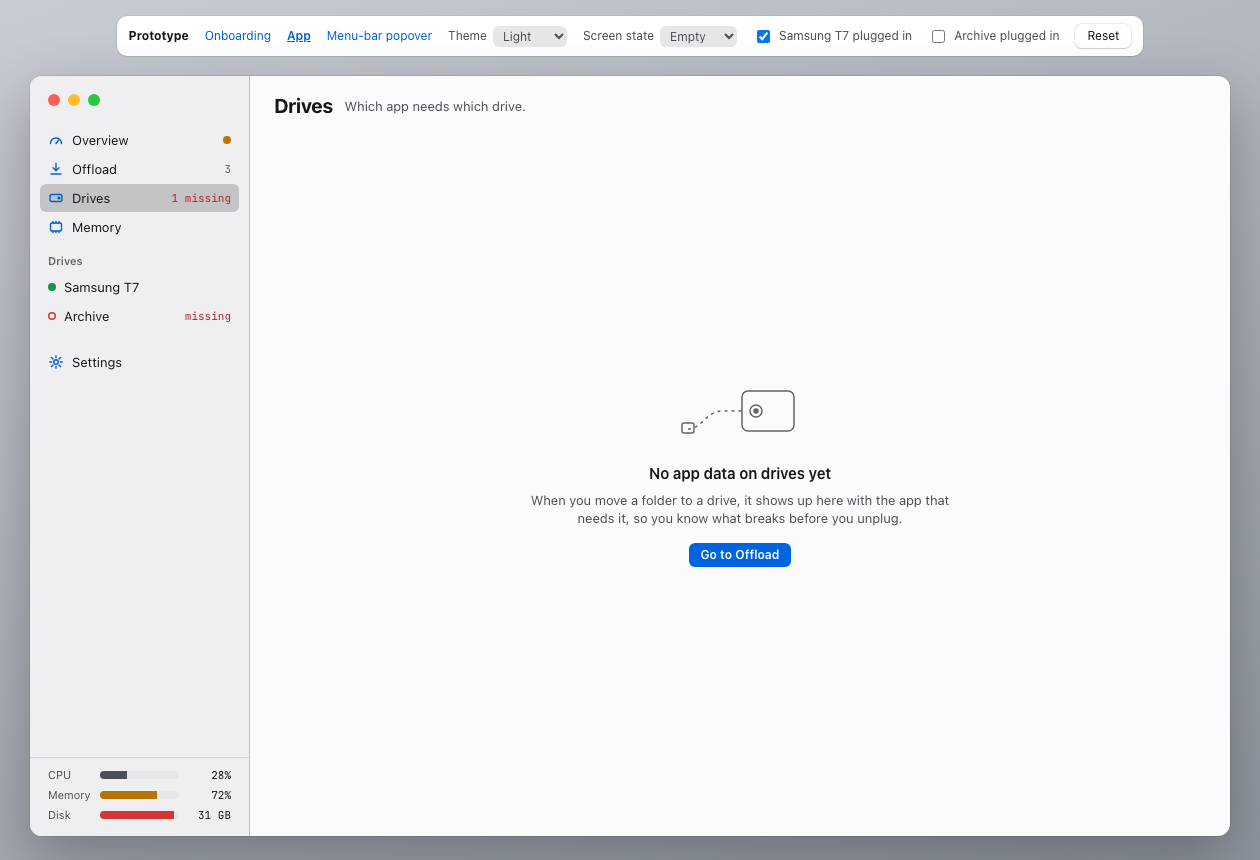 Prototype Onboarding App Menu-bar popover Theme Light Screen state Empty Samsung T7 plugged in Archive plugged in Reset
Drives Which app needs which drive.
Overview
Offload 3
Drives 1 missing
Memory
Drives
Samsung T7
Archive missing
Settings
No app data on drives yet
When you move a folder to a drive, it shows up here with the app that
needs it, so you know what breaks before you unplug.
Go to Offload
CPU 28%
Memory 72%
Disk 31 GB